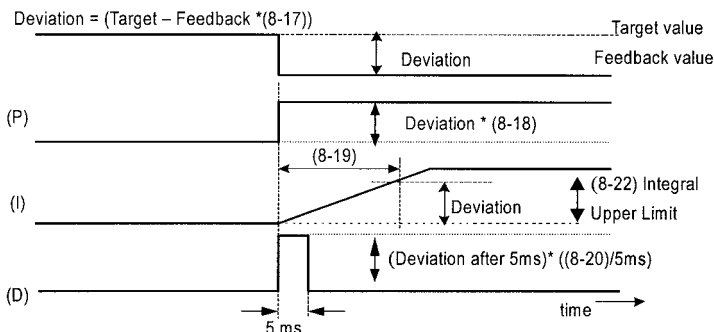 Deviation = (Target – Feedback *(8-17))
Target value
Deviation
Feedback value
(P)
Deviation * (8-18)
(8-19)
(I)
Deviation
(8-22) Integral
Upper Limit
(Deviation after 5ms)* ((8-20)/5ms)
(D)
time
5 ms